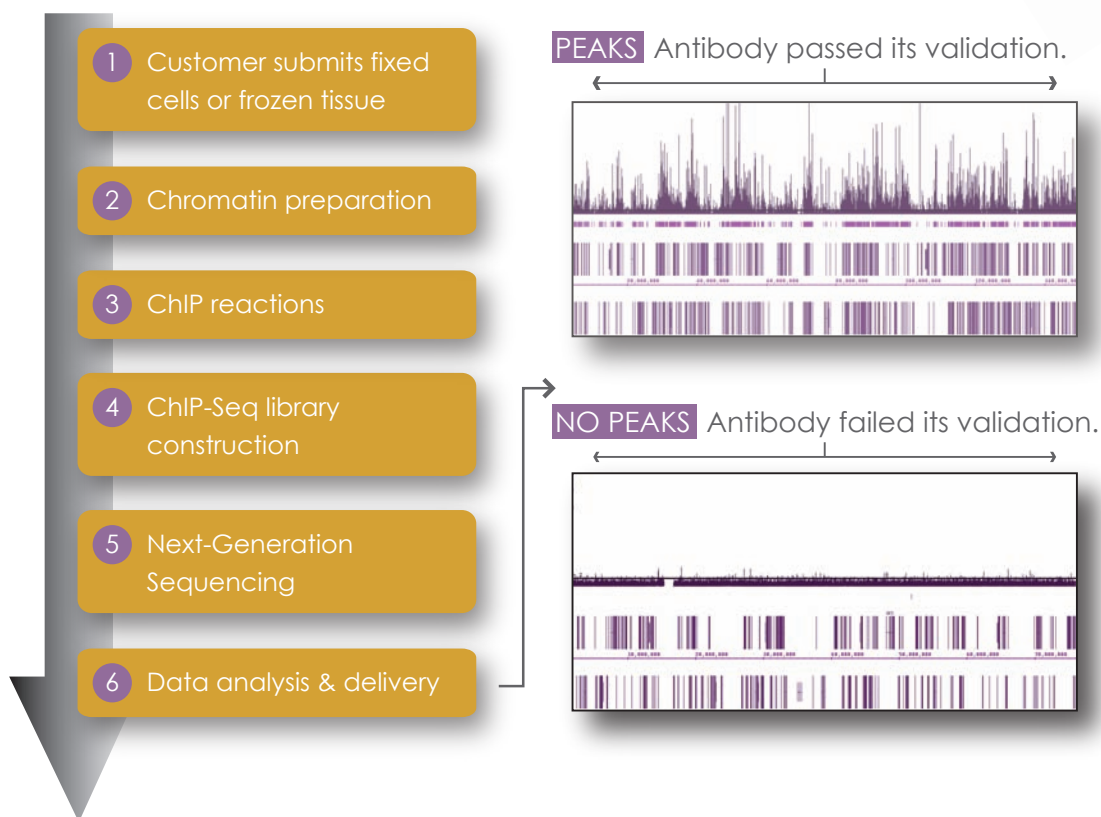 1 Customer submits fixed
cells or frozen tissue
2 Chromatin preparation
3 ChIP reactions
4 ChIP-Seq library
construction
5 Next-Generation
Sequencing
6 Data analysis & delivery
PEAKS Antibody passed its validation.
NO PEAKS Antibody failed its validation.